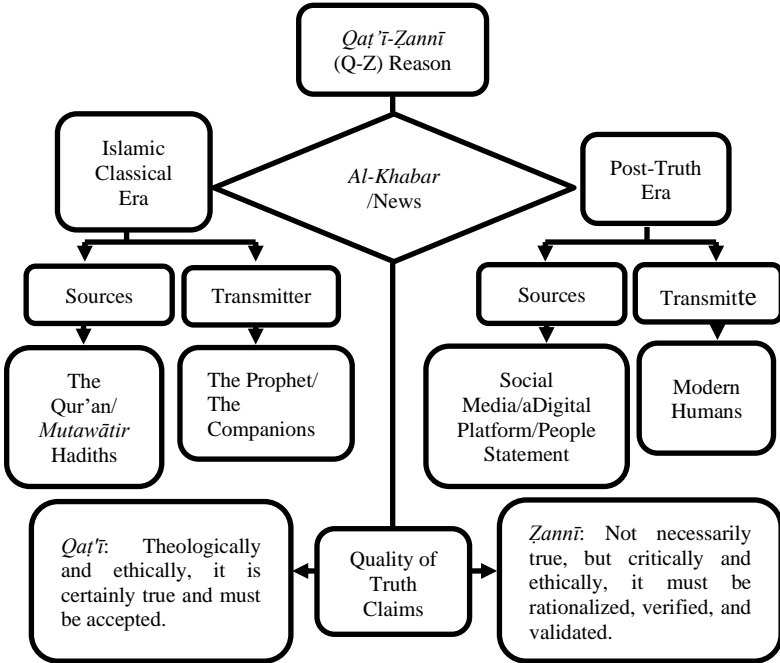 Qaṭ’ī-Ẓannī
(Q-Z) Reason
Islamic
Classical
Era
Al-Khabar
/News
Post-Truth
Era
Sources
Transmitter
Sources
Transmitte
The
Qur’an/
Mutawātir
Hadiths
The Prophet/
The
Companions
Social
Media/aDigital
Platform/People
Statement
Modern
Humans
Qaṭ'ī: Theologically
and ethically, it is
certainly true and must
be accepted.
Quality of
Truth
Claims
Ẓannī: Not necessarily
true, but critically and
ethically, it must be
rationalized, verified, and
validated.